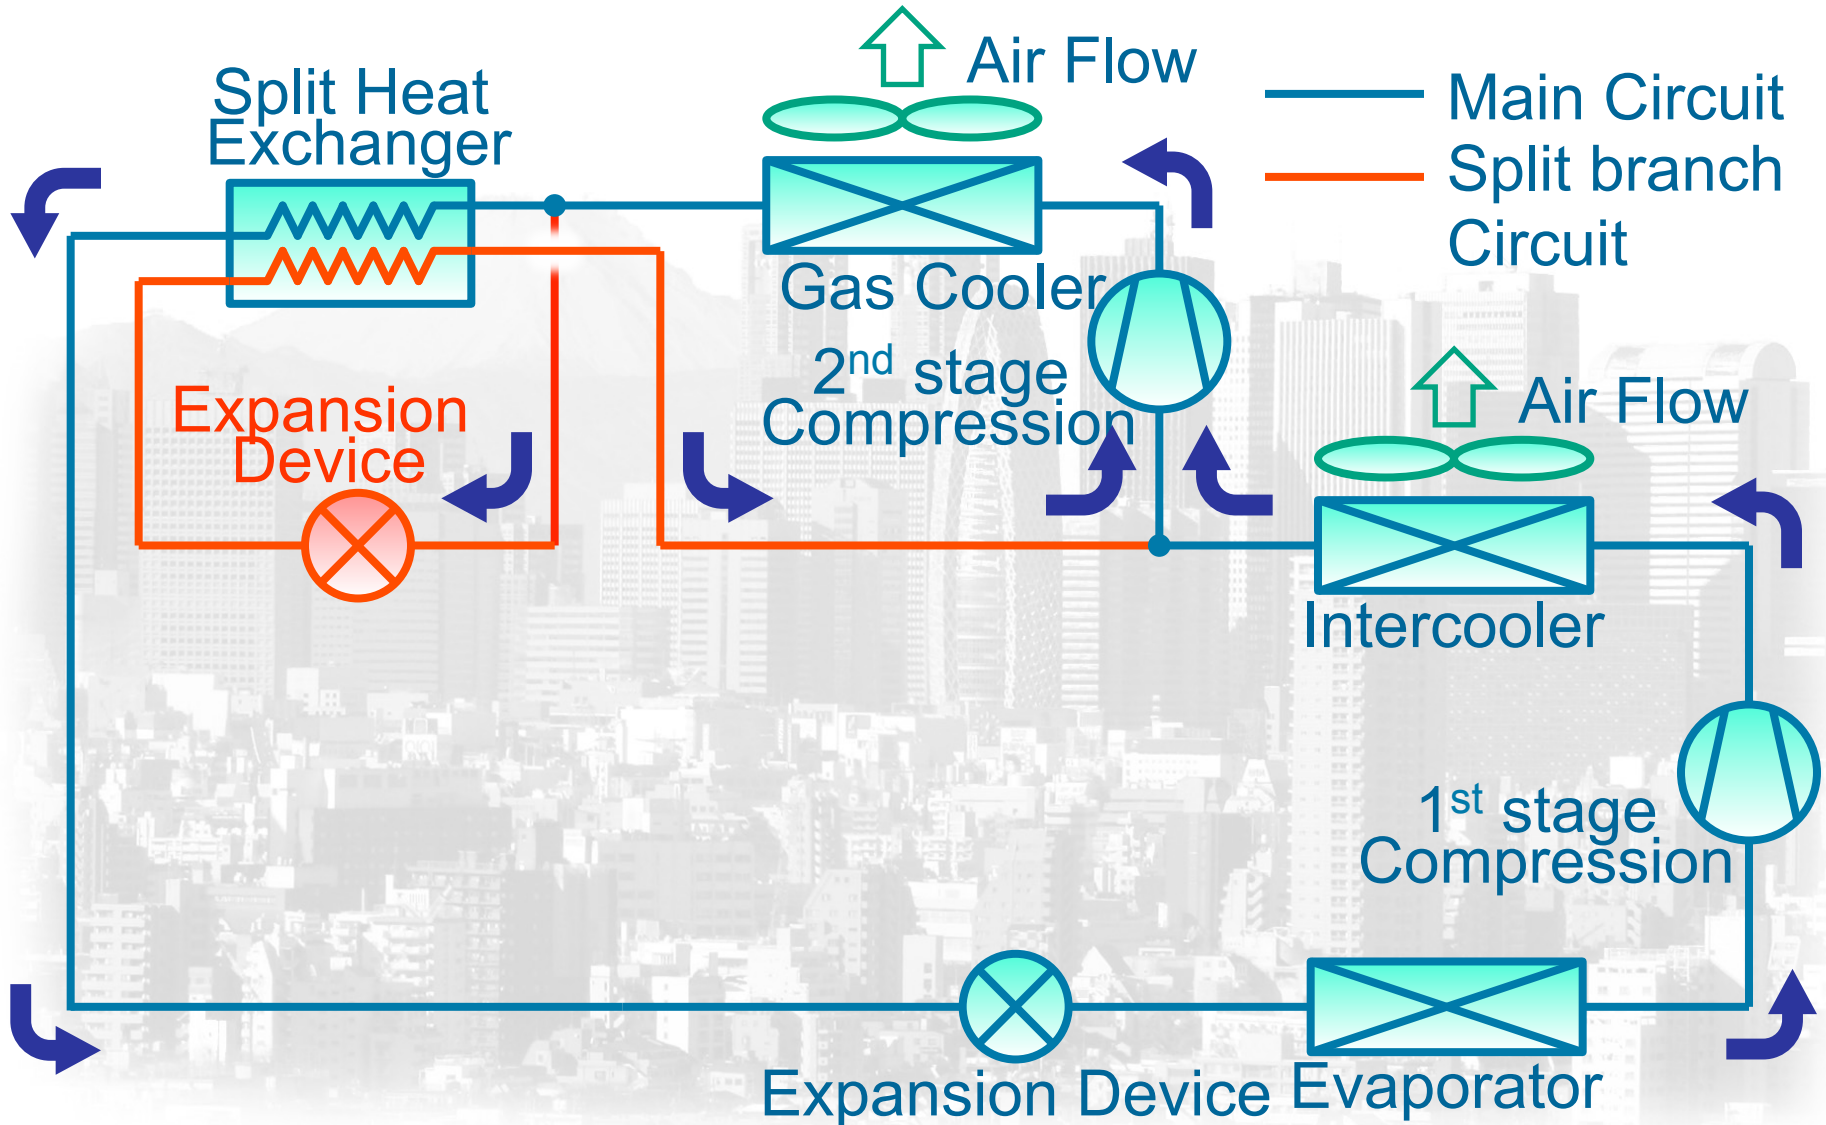 Air Flow
Split Heat
Exchanger
Main Circuit
Split branch
Circuit
Gas Cooler
2nd stage
Compression
Expansion
Device
Air Flow
Intercooler
1st stage
Compression
Expansion Device
Evaporator